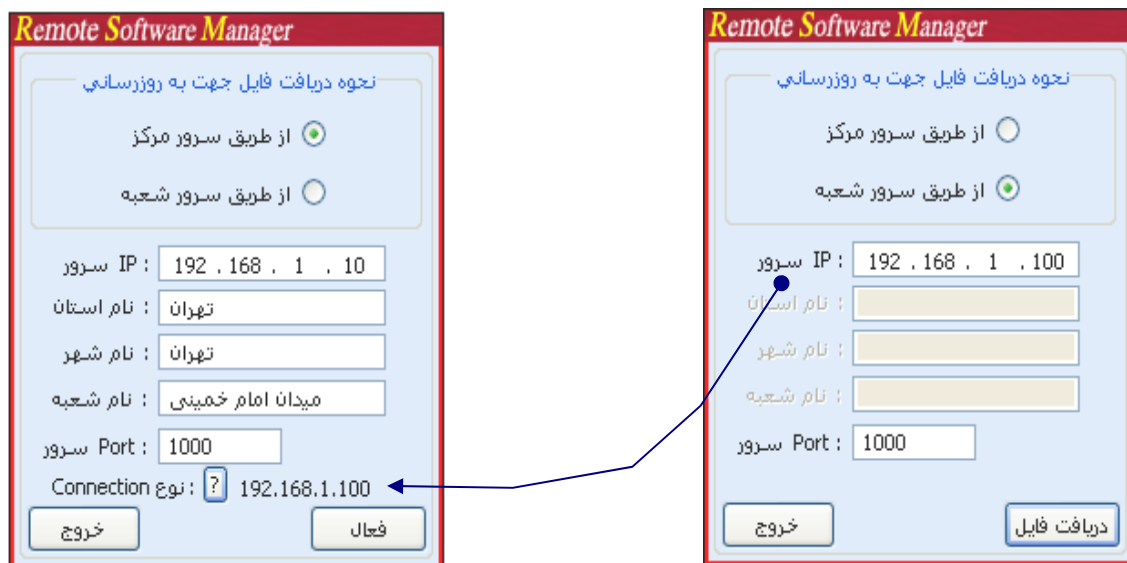 Remote Software Manager
نحوه دریافت فایل جهت به روزرساني
از طریق سرور مرکز
از طریق سرور شعبه
IP سرور : 192 . 168 . 1 . 10
نام استان : تهران
نام شهر : تهران
نام شعبه : میدان امام خمینی
Port سرور : 1000
نوع Connection : ? 192.168.1.100
خروج
فعال
Remote Software Manager
نحوه دریافت فایل جهت به روزرساني
از طریق سرور مرکز
از طریق سرور شعبه
IP سرور : 192 . 168 . 1 . 100
نام استان :
نام شهر :
نام شعبه :
Port سرور : 1000
خروج
دریافت فایل